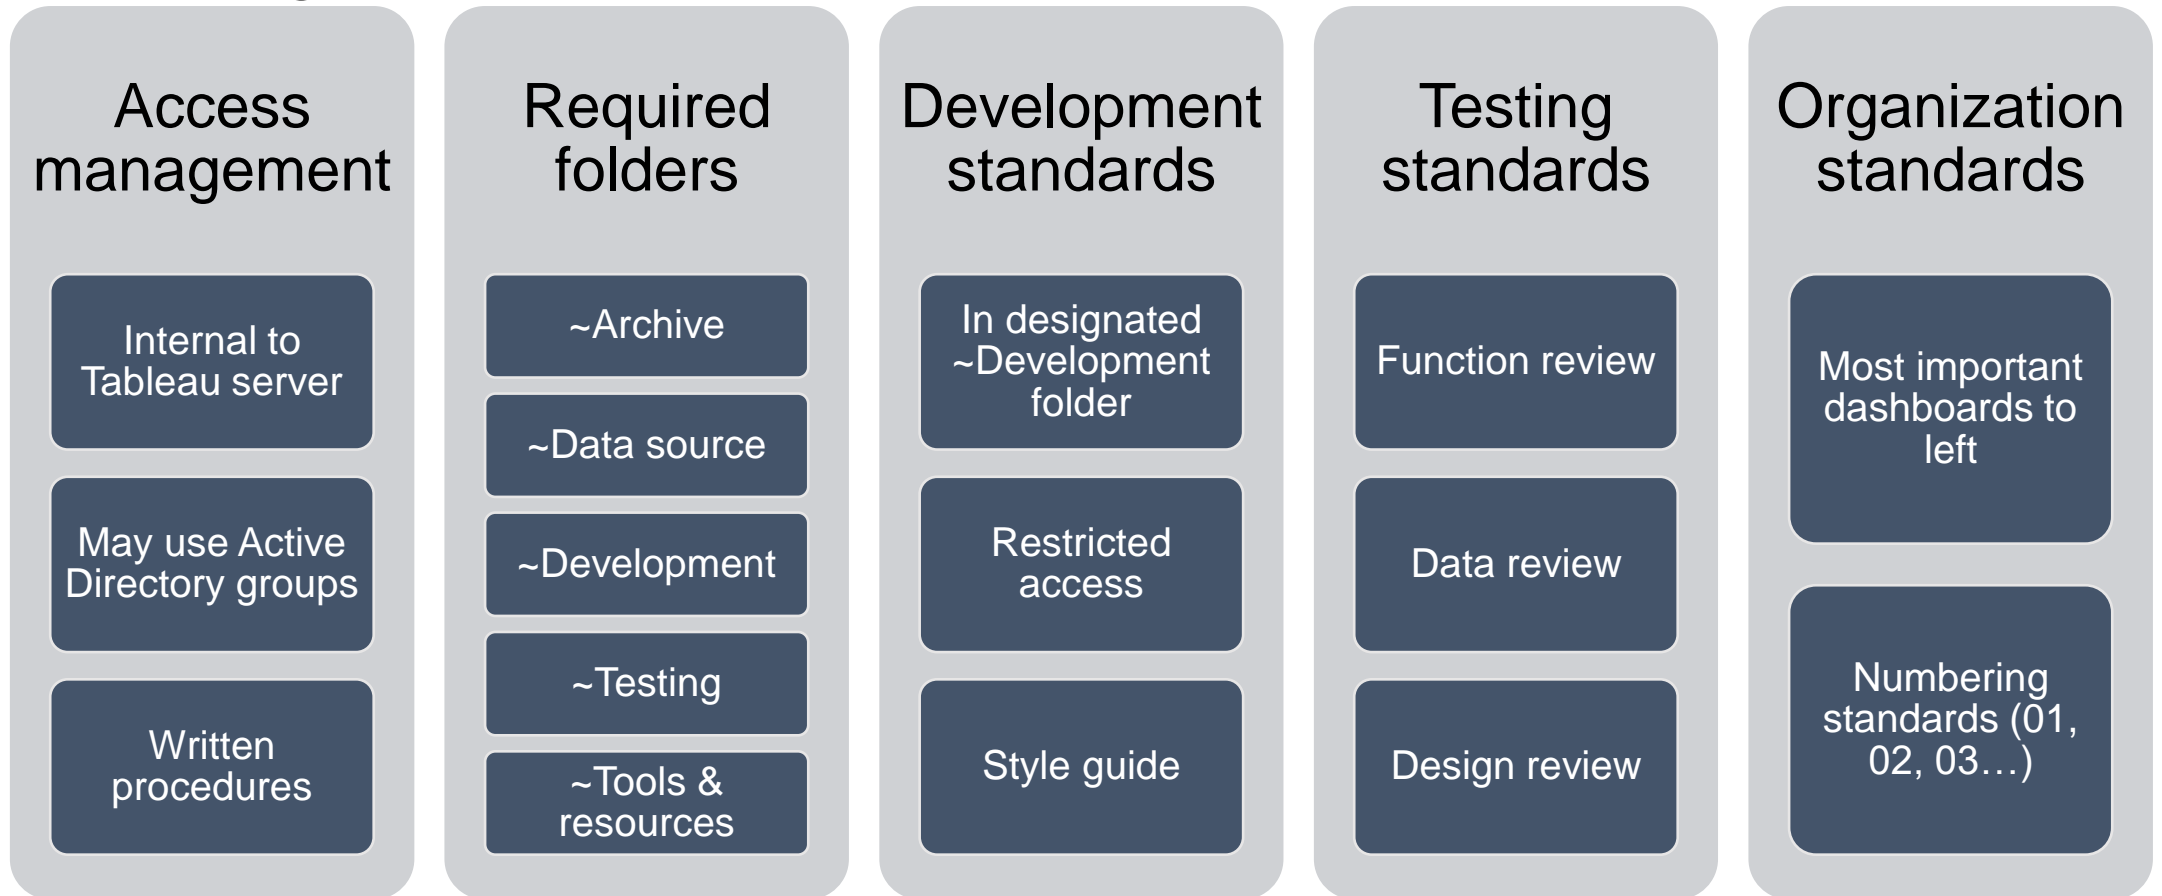 Access
management
Internal to
Tableau server
May use Active
Directory groups
Written
procedures
Required
folders
~Archive
~Data source
~Development
~Testing
~Tools &
resources
Development
standards
In designated
~Development
folder
Restricted
access
Style guide
Testing
standards
Function review
Data review
Design review
Organization
standards
Most important
dashboards to
left
Numbering
standards (01,
02, 03…)